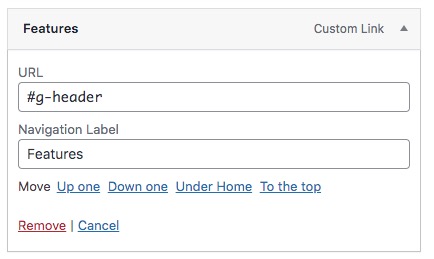 Features Custom Link
URL
#g-header
Navigation Label
Features
Move Up one Down one Under Home To the top
Remove | Cancel